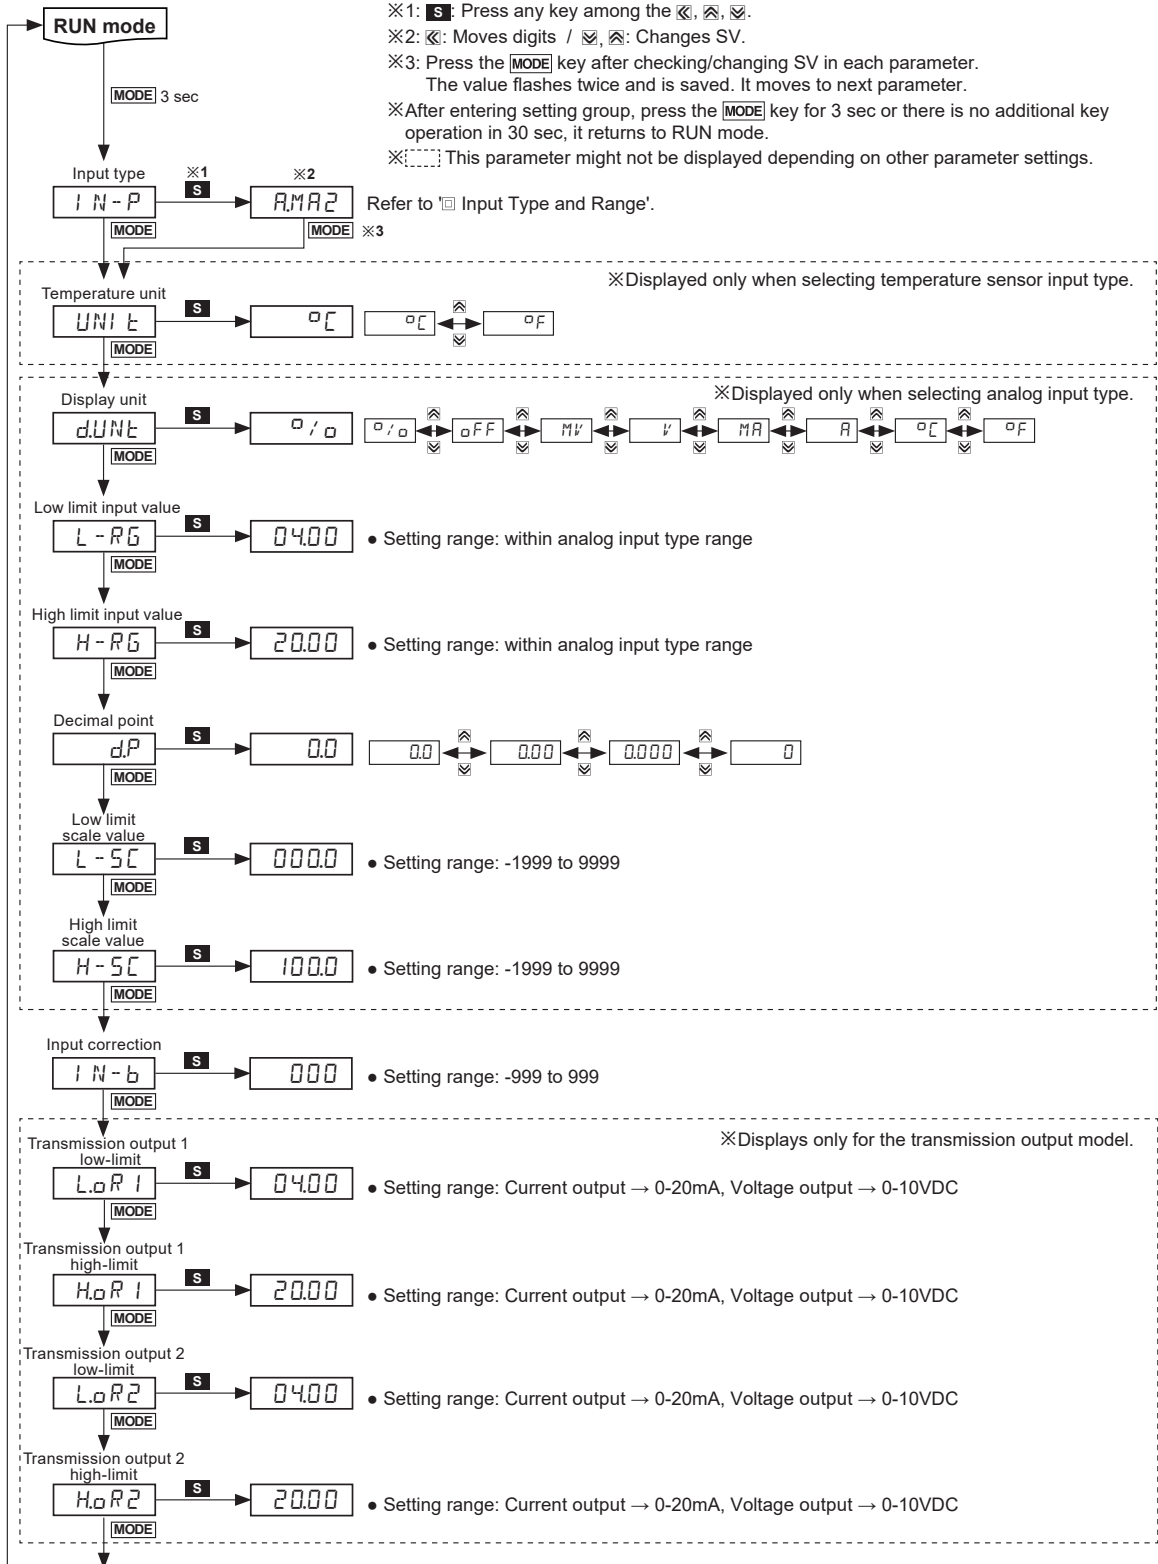 RUN mode
※1: S: Press any key among the «, ︽, ︾.
※2: «: Moves digits / ︾, ︽: Changes SV.
※3: Press the MODE key after checking/changing SV in each parameter.
The value flashes twice and is saved. It moves to next parameter.
※After entering setting group, press the MODE key for 3 sec or there is no additional key
operation in 30 sec, it returns to RUN mode.
※ This parameter might not be displayed depending on other parameter settings.
MODE 3 sec
Input type ※1 ※2
IN-P S A.MA2 Refer to '□ Input Type and Range'.
MODE MODE ※3
※Displayed only when selecting temperature sensor input type.
Temperature unit
UNIt S °C °C °F
MODE
※Displayed only when selecting analog input type.
Display unit
d.UNt S °/o °/o oFF MV V MA A °C °F
MODE
Low limit input value
L-RG S 04.00 ● Setting range: within analog input type range
MODE
High limit input value
H-RG S 20.00 ● Setting range: within analog input type range
MODE
Decimal point
d.P S 0.0 0.0 0.00 0.000 0
MODE
Low limit
scale value
L-SC S 000.0 ● Setting range: -1999 to 9999
MODE
High limit
scale value
H-SC S 100.0 ● Setting range: -1999 to 9999
MODE
Input correction
IN-b S 000 ● Setting range: -999 to 999
MODE
※Displays only for the transmission output model.
Transmission output 1
low-limit
L.oR1 S 04.00 ● Setting range: Current output → 0-20mA, Voltage output → 0-10VDC
MODE
Transmission output 1
high-limit
H.oR1 S 20.00 ● Setting range: Current output → 0-20mA, Voltage output → 0-10VDC
MODE
Transmission output 2
low-limit
L.oR2 S 04.00 ● Setting range: Current output → 0-20mA, Voltage output → 0-10VDC
MODE
Transmission output 2
high-limit
H.oR2 S 20.00 ● Setting range: Current output → 0-20mA, Voltage output → 0-10VDC
MODE